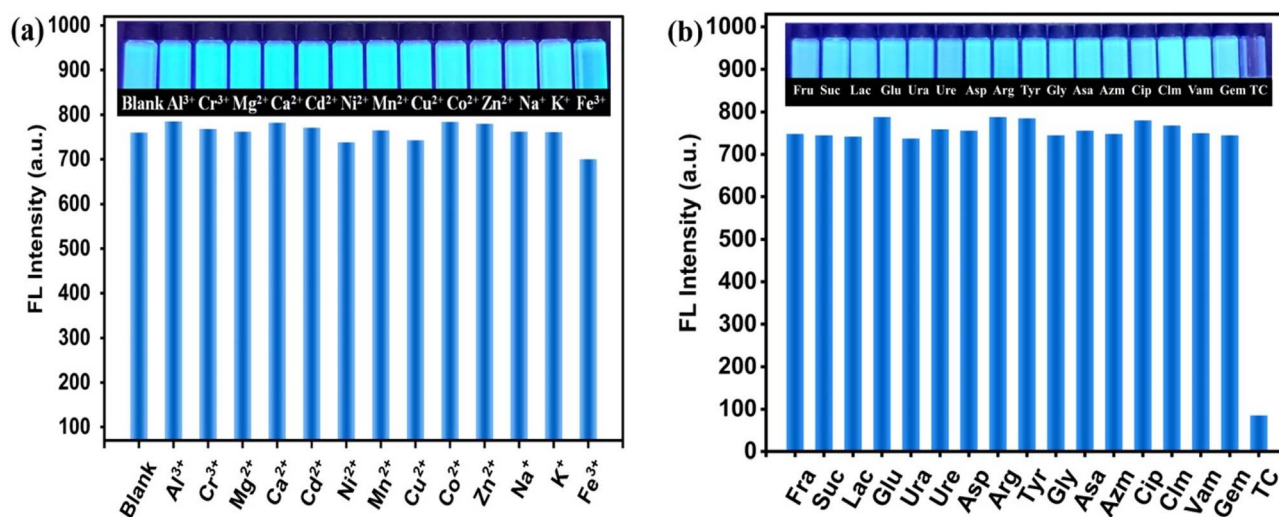 (a)
1000
900
800
700
600
500
400
300
200
100
FL Intensity (a.u.)
Blank Al³⁺ Cr³⁺ Mg²⁺ Ca²⁺ Cd²⁺ Ni²⁺ Mn²⁺ Cu²⁺ Co²⁺ Zn²⁺ Na⁺ K⁺ Fe³⁺
Blank Al³⁺ Cr³⁺ Mg²⁺ Ca²⁺ Cd²⁺ Ni²⁺ Mn²⁺ Cu²⁺ Co²⁺ Zn²⁺ Na⁺ K⁺ Fe³⁺
(b)
1000
900
800
700
600
500
400
300
200
100
0
FL Intensity (a.u.)
Fru Suc Lac Glu Ura Ure Asp Arg Tyr Gly Asa Azm Cip Clm Vam Gem TC
Fra Suc Lac Glu Ura Ure Asp Arg Tyr Gly Asa Azm Cip Clm Vam Gem TC